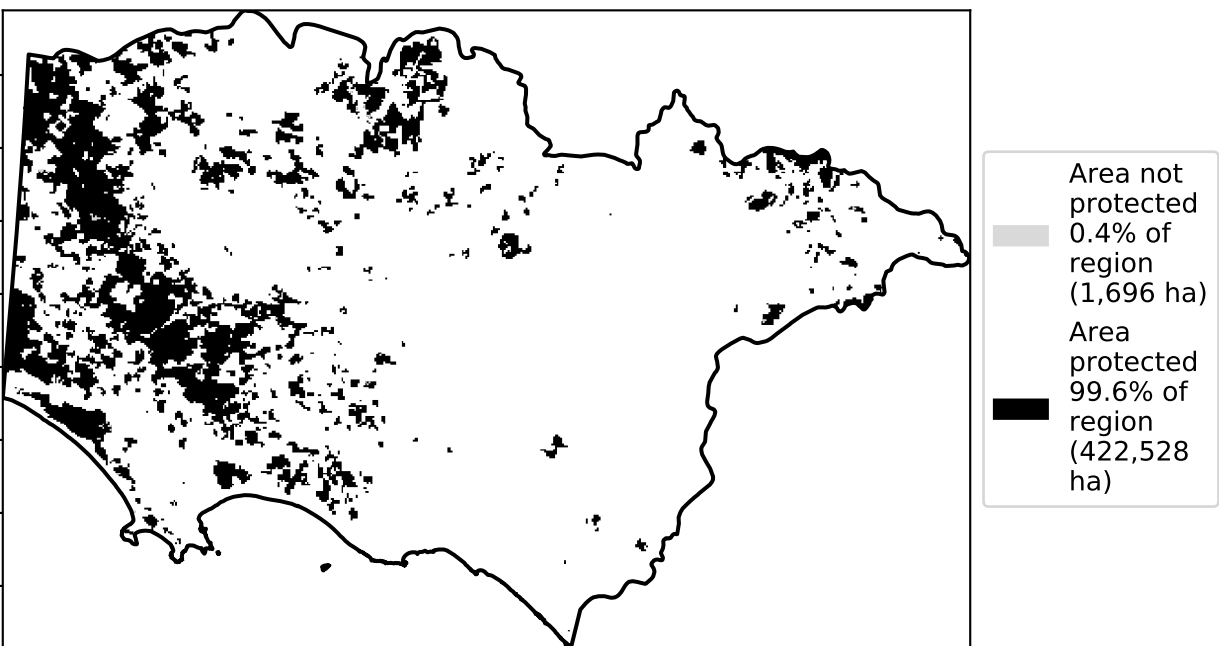 Area not
protected
0.4% of
region
(1,696 ha)
Area
protected
99.6% of
region
(422,528
ha)